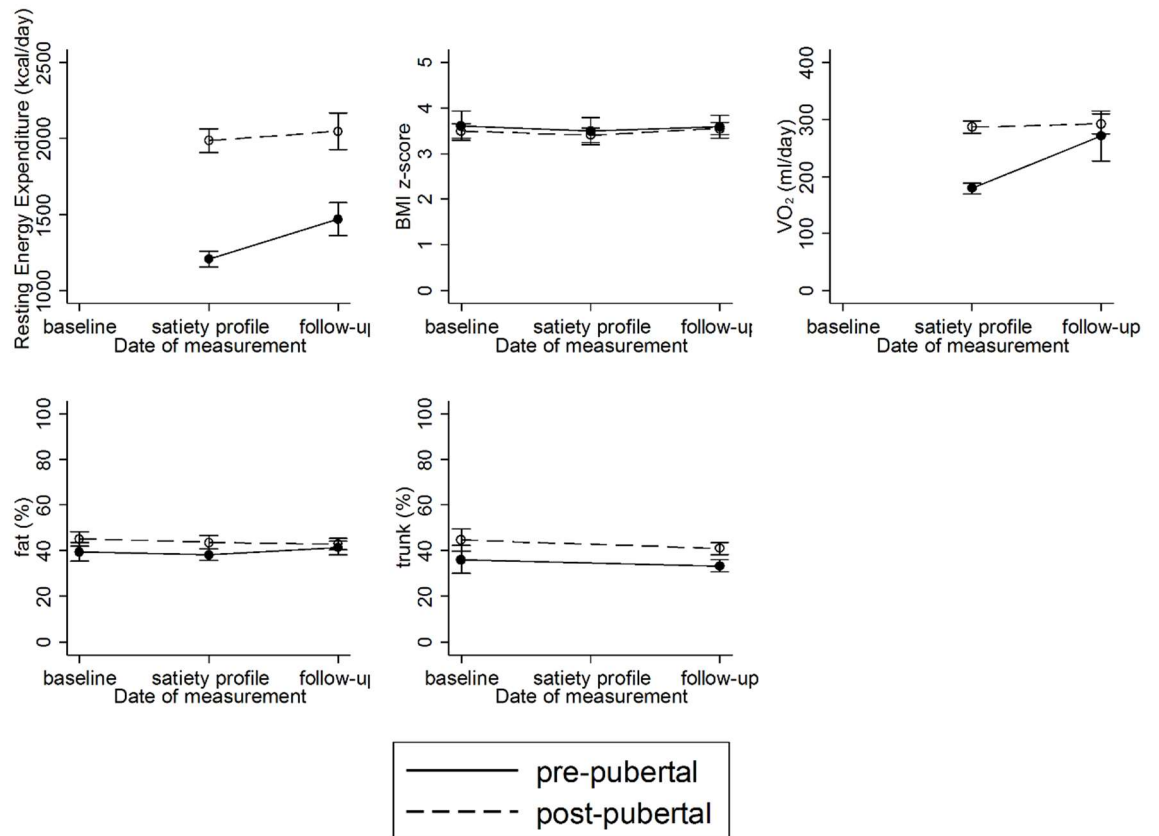 Resting Energy Expenditure (kcal/day)
2500
2000
1500
1000
baseline satiety profile follow-up
Date of measurement
BMI z-score
5
4
3
2
1
0
baseline satiety profile follow-up
Date of measurement
VO₂ (ml/day)
400
300
200
100
0
baseline satiety profile follow-up
Date of measurement
fat (%)
100
80
60
40
20
0
baseline satiety profile follow-up
Date of measurement
trunk (%)
100
80
60
40
20
0
baseline satiety profile follow-up
Date of measurement
pre-pubertal
post-pubertal